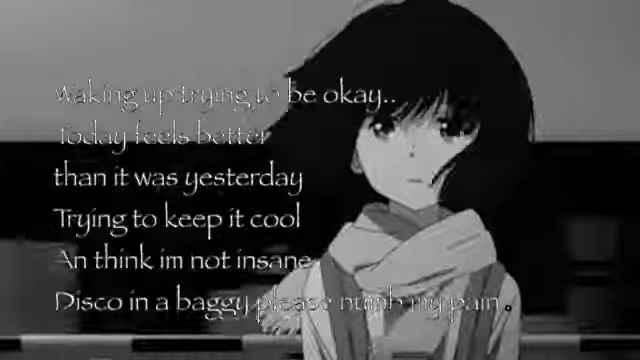 Waking up trying to be okay..
today feels better
than it was yesterday
Trying to keep it cool
An think im not insane
Disco in a baggy please numb my pain .